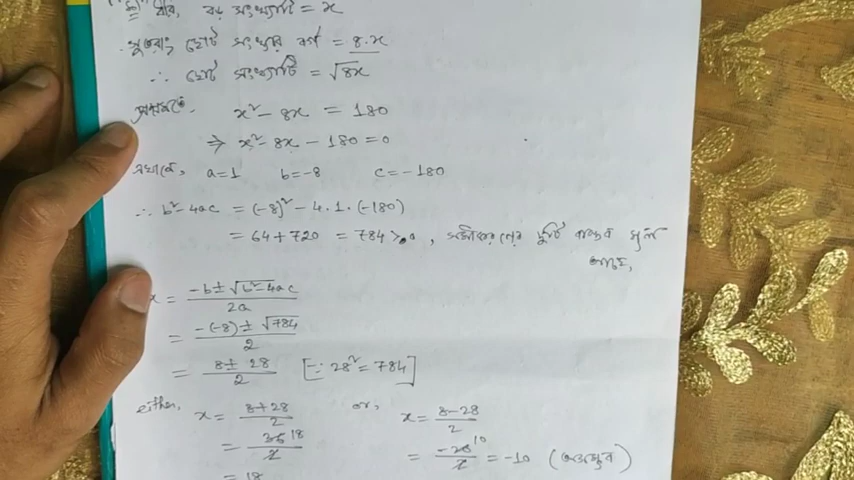 ধরি, বড় সংখ্যাটি = x
সুতরাং ছোট সংখ্যার বর্গ = 8.x
∴ ছোট সংখ্যাটি = √8x
প্রশ্নমতে, x² - 8x = 180
⇒ x² - 8x - 180 = 0
এখানে, a=1 b=-8 c=-180
∴ b²-4ac = (-8)² - 4.1.(-180)
= 64+720 = 784 > 0, সমীকরণের দুটি বাস্তব মূল
আছে,
x = -b±√b²-4ac / 2a
= -(-8)±√784 / 2
= 8±28 / 2 [∵ 28² = 784]
either, x = 8+28 / 2 or, x = 8-28 / 2
= 36 18 / 2 = -20 10 / 2 = -10 (অসম্ভব)
= 18